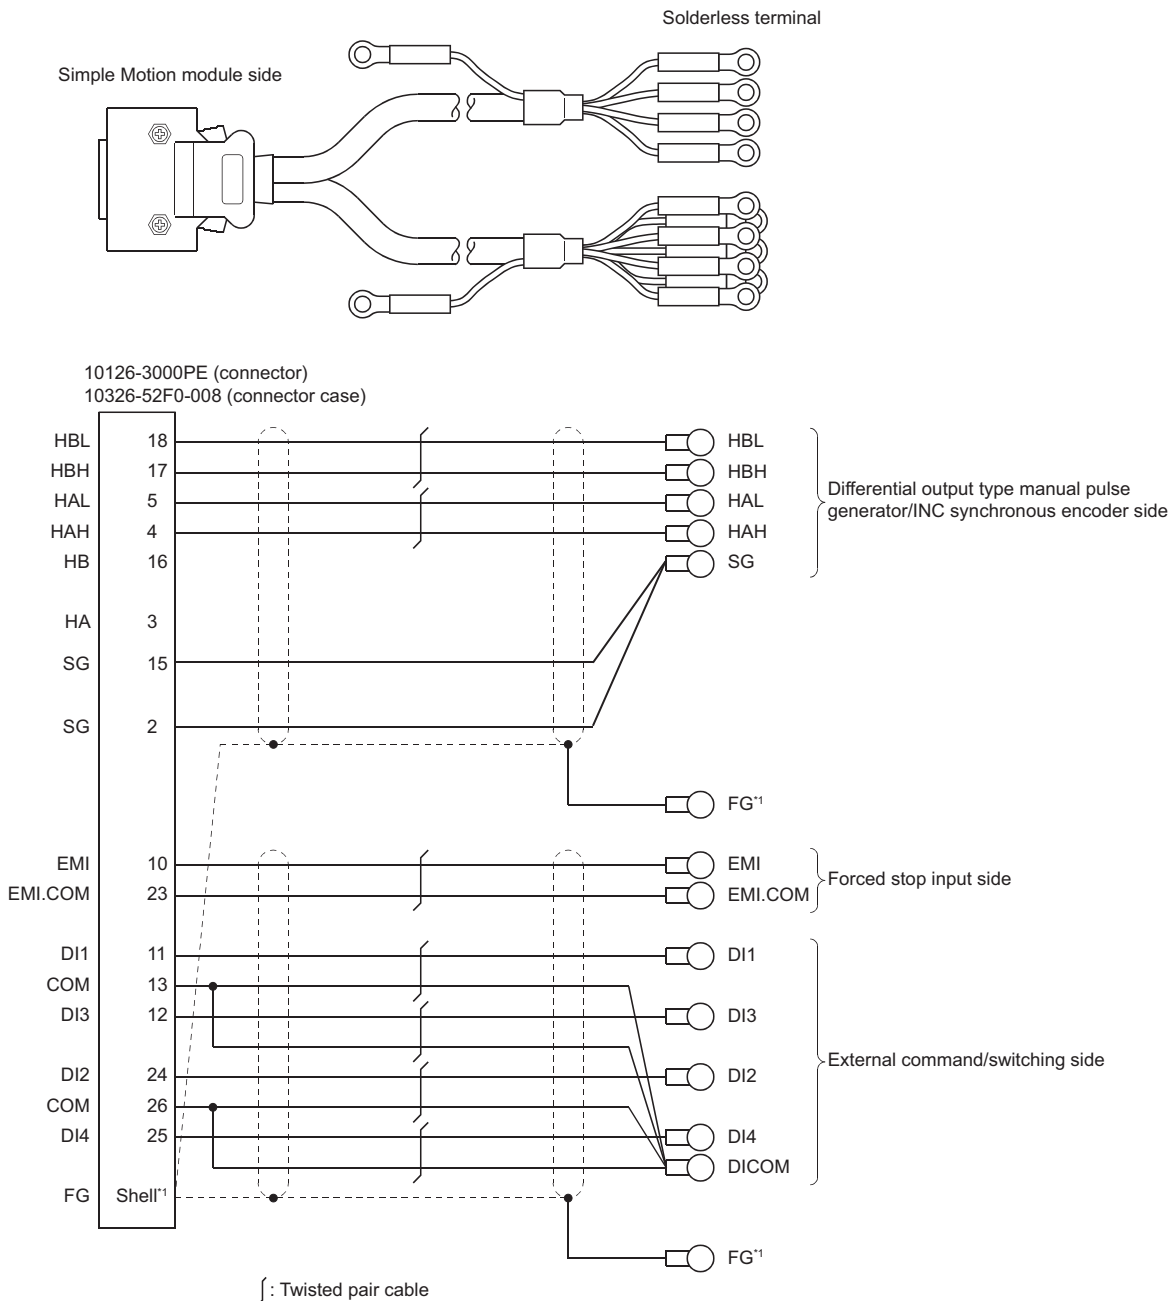 Solderless terminal
Simple Motion module side
10126-3000PE (connector)
10326-52F0-008 (connector case)
HBL 18 HBL
HBH 17 HBH
HAL 5 HAL
Differential output type manual pulse
generator/INC synchronous encoder side
HAH 4 HAH
HB 16 SG
HA 3
SG 15
SG 2
FG*1
EMI 10 EMI
Forced stop input side
EMI.COM 23 EMI.COM
DI1 11 DI1
COM 13
DI3 12 DI3
External command/switching side
DI2 24 DI2
COM 26
DI4 25 DI4
DICOM
FG Shell*1
FG*1
: Twisted pair cable